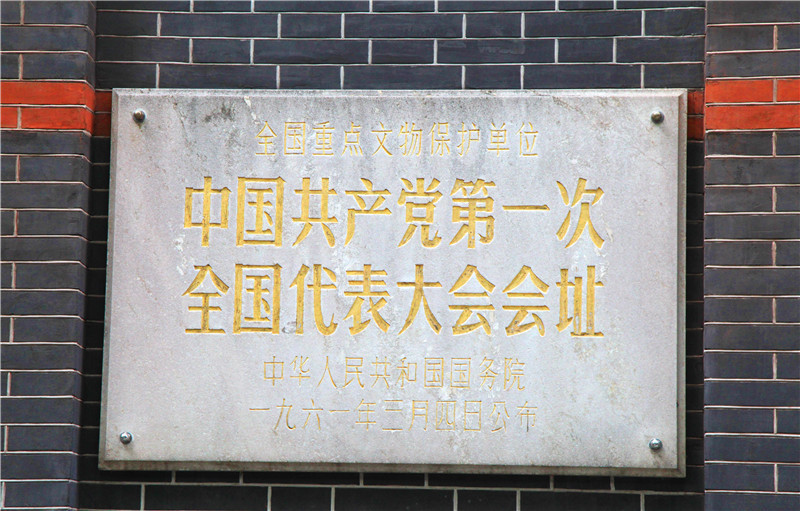 全国重点文物保护单位
中国共产党第一次
全国代表大会会址
中华人民共和国国务院
一九六一年三月四日公布